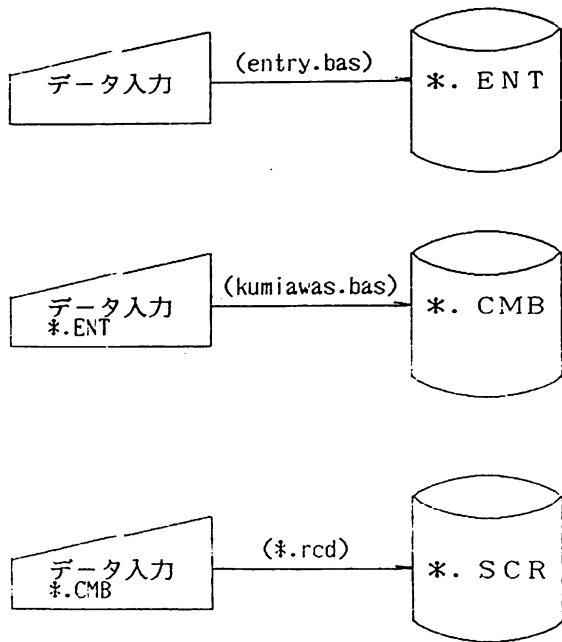 データ入力
(entry.bas)
*. ENT
データ入力
*.ENT
(kumiawas.bas)
*. CMB
データ入力
*.CMB
(*.rcd)
*. SCR